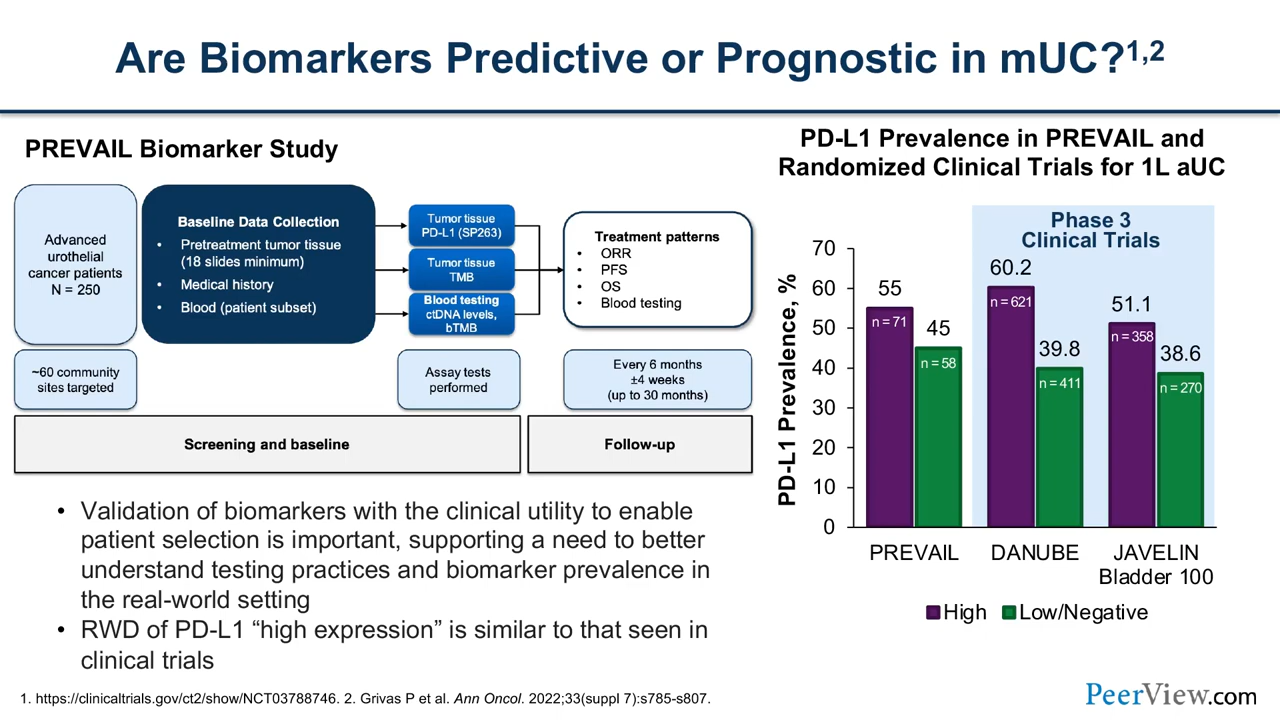 Are Biomarkers Predictive or Prognostic in mUC?1,2
PREVAIL Biomarker Study
Advanced
urothelial
cancer patients
N = 250
Baseline Data Collection
• Pretreatment tumor tissue
(18 slides minimum)
• Medical history
• Blood (patient subset)
Tumor tissue
PD-L1 (SP263)
Tumor tissue
TMB
Blood testing
ctDNA levels,
bTMB
Treatment patterns
• ORR
• PFS
• OS
• Blood testing
~60 community
sites targeted
Assay tests
performed
Every 6 months
±4 weeks
(up to 30 months)
Screening and baseline
Follow-up
• Validation of biomarkers with the clinical utility to enable
patient selection is important, supporting a need to better
understand testing practices and biomarker prevalence in
the real-world setting
• RWD of PD-L1 “high expression” is similar to that seen in
clinical trials
PD-L1 Prevalence in PREVAIL and
Randomized Clinical Trials for 1L aUC
Phase 3
Clinical Trials
PD-L1 Prevalence, %
70
60
50
40
30
20
10
0
55
n = 71
45
n = 58
60.2
n = 621
39.8
n = 411
51.1
n = 358
38.6
n = 270
PREVAIL
DANUBE
JAVELIN
Bladder 100
High
Low/Negative
1. https://clinicaltrials.gov/ct2/show/NCT03788746. 2. Grivas P et al. Ann Oncol. 2022;33(suppl 7):s785-s807.
PeerView.com